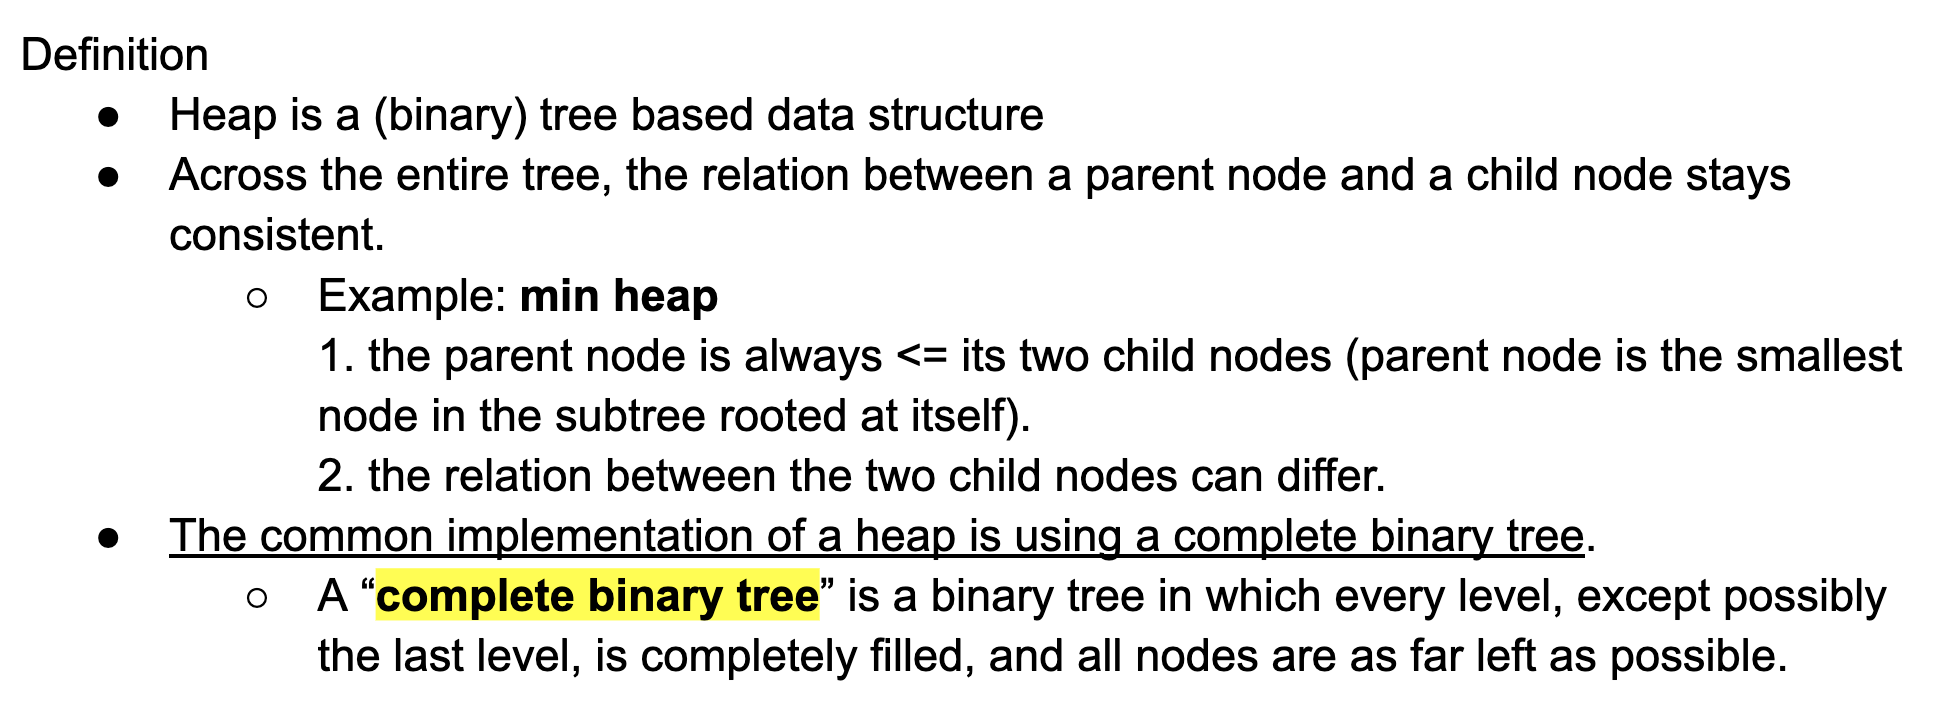 Definition
● Heap is a (binary) tree based data structure
● Across the entire tree, the relation between a parent node and a child node stays
consistent.
○ Example: min heap
1. the parent node is always <= its two child nodes (parent node is the smallest
node in the subtree rooted at itself).
2. the relation between the two child nodes can differ.
● The common implementation of a heap is using a complete binary tree.
○ A “complete binary tree” is a binary tree in which every level, except possibly
the last level, is completely filled, and all nodes are as far left as possible.